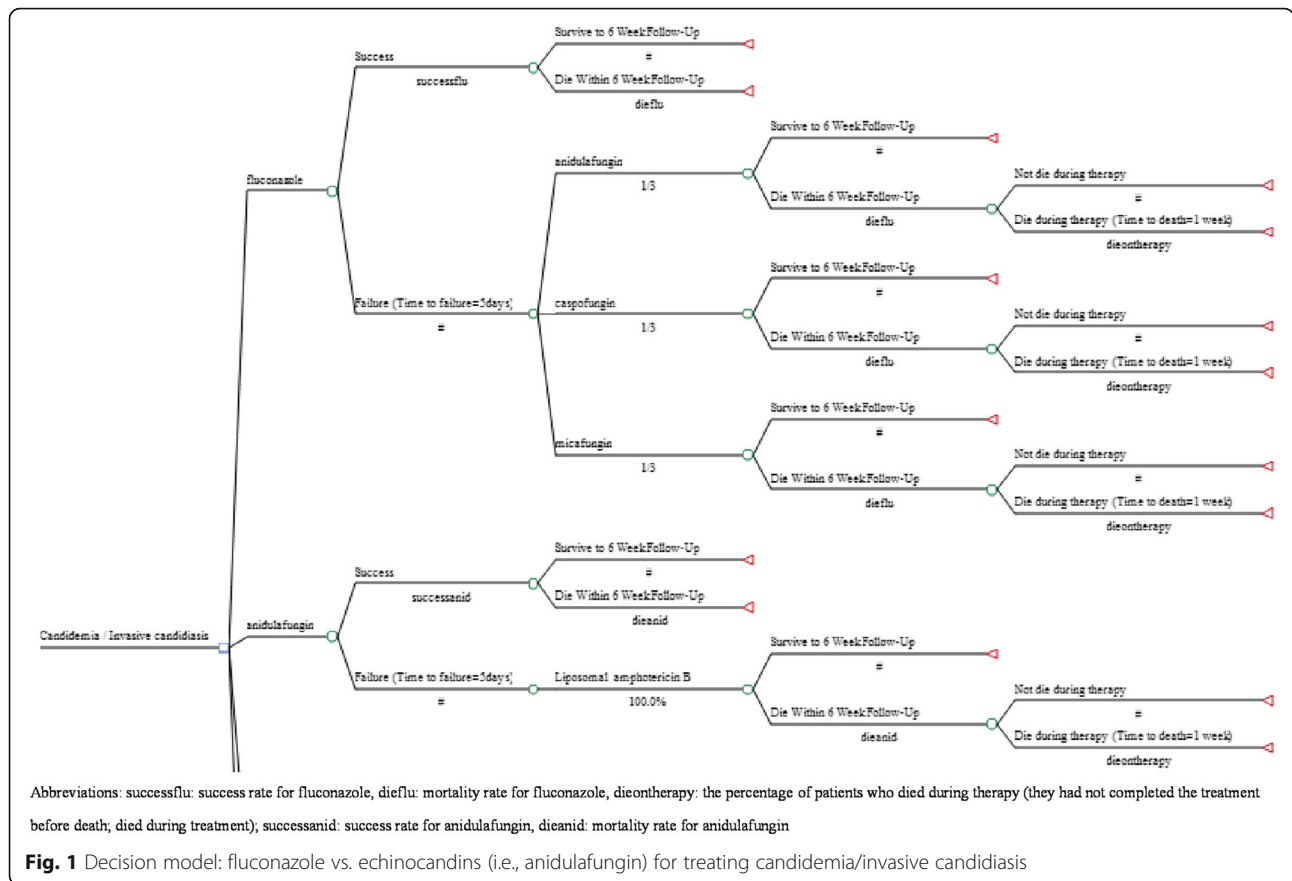 Survive to 6 WeekFollow-Up
Success
#
successflu
Die Within 6 WeekFollow-Up
dieflu
Survive to 6 WeekFollow-Up
#
anidulafungin
1/3
Not die during therapy
fluconazole
#
Die Within 6 WeekFollow-Up
dieflu
Die during therapy (Time to death=1 week)
dieontherapy
Survive to 6 WeekFollow-Up
#
Failure (Time to failure=5days)
#
caspofungin
1/3
Not die during therapy
#
Die Within 6 WeekFollow-Up
dieflu
Die during therapy (Time to death=1 week)
dieontherapy
Survive to 6 WeekFollow-Up
#
micafungin
1/3
Not die during therapy
#
Die Within 6 WeekFollow-Up
dieflu
Die during therapy (Time to death=1 week)
dieontherapy
Survive to 6 WeekFollow-Up
#
Success
successanid
Die Within 6 WeekFollow-Up
dieanid
Candidemia / Invasive candidiasis
anidulafungin
Survive to 6 WeekFollow-Up
#
Failure (Time to failure=5days)
#
Liposomal amphotericin B
100.0%
Not die during therapy
#
Die Within 6 WeekFollow-Up
dieanid
Die during therapy (Time to death=1 week)
dieontherapy
Abbreviations: successflu: success rate for fluconazole, dieflu: mortality rate for fluconazole, dieontherapy: the percentage of patients who died during therapy (they had not completed the treatment
before death; died during treatment); successanid: success rate for anidulafungin, dieanid: mortality rate for anidulafungin
Fig. 1 Decision model: fluconazole vs. echinocandins (i.e., anidulafungin) for treating candidemia/invasive candidiasis